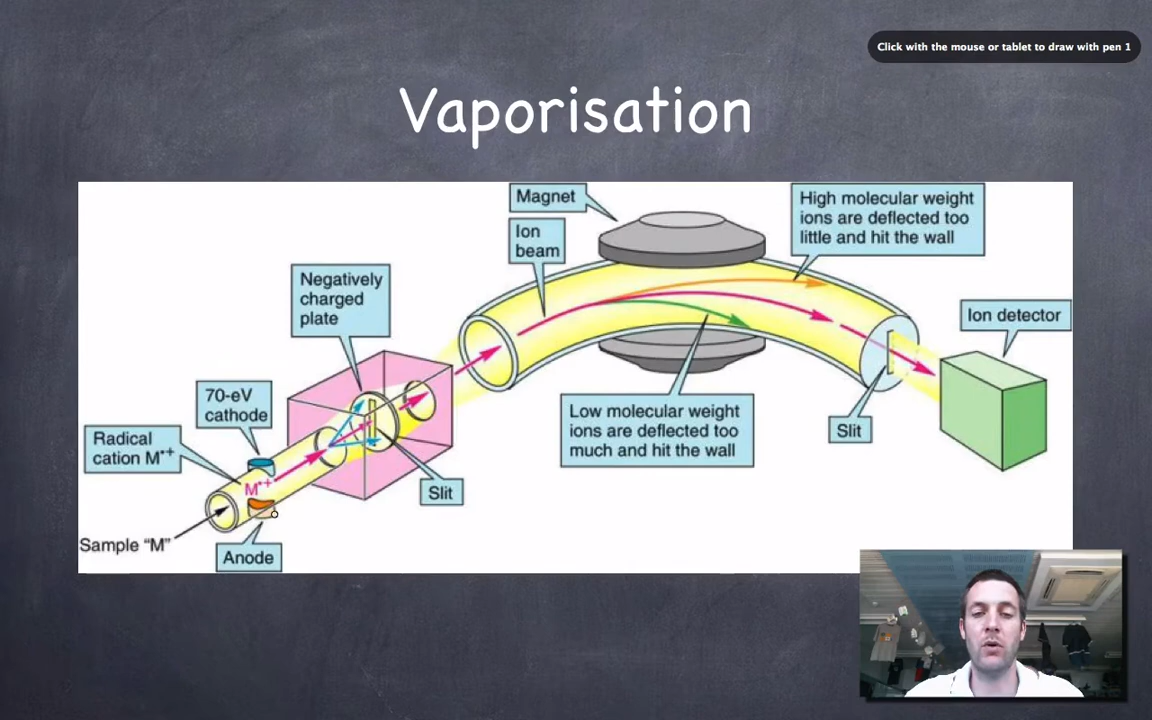 Click with the mouse or tablet to draw with pen 1
Vaporisation
Magnet
High molecular weight
ions are deflected too
little and hit the wall
Ion
beam
Negatively
charged
plate
Ion detector
70-eV
cathode
Low molecular weight
ions are deflected too
much and hit the wall
Slit
Radical
cation M•+
M•+
Slit
Sample “M”
Anode